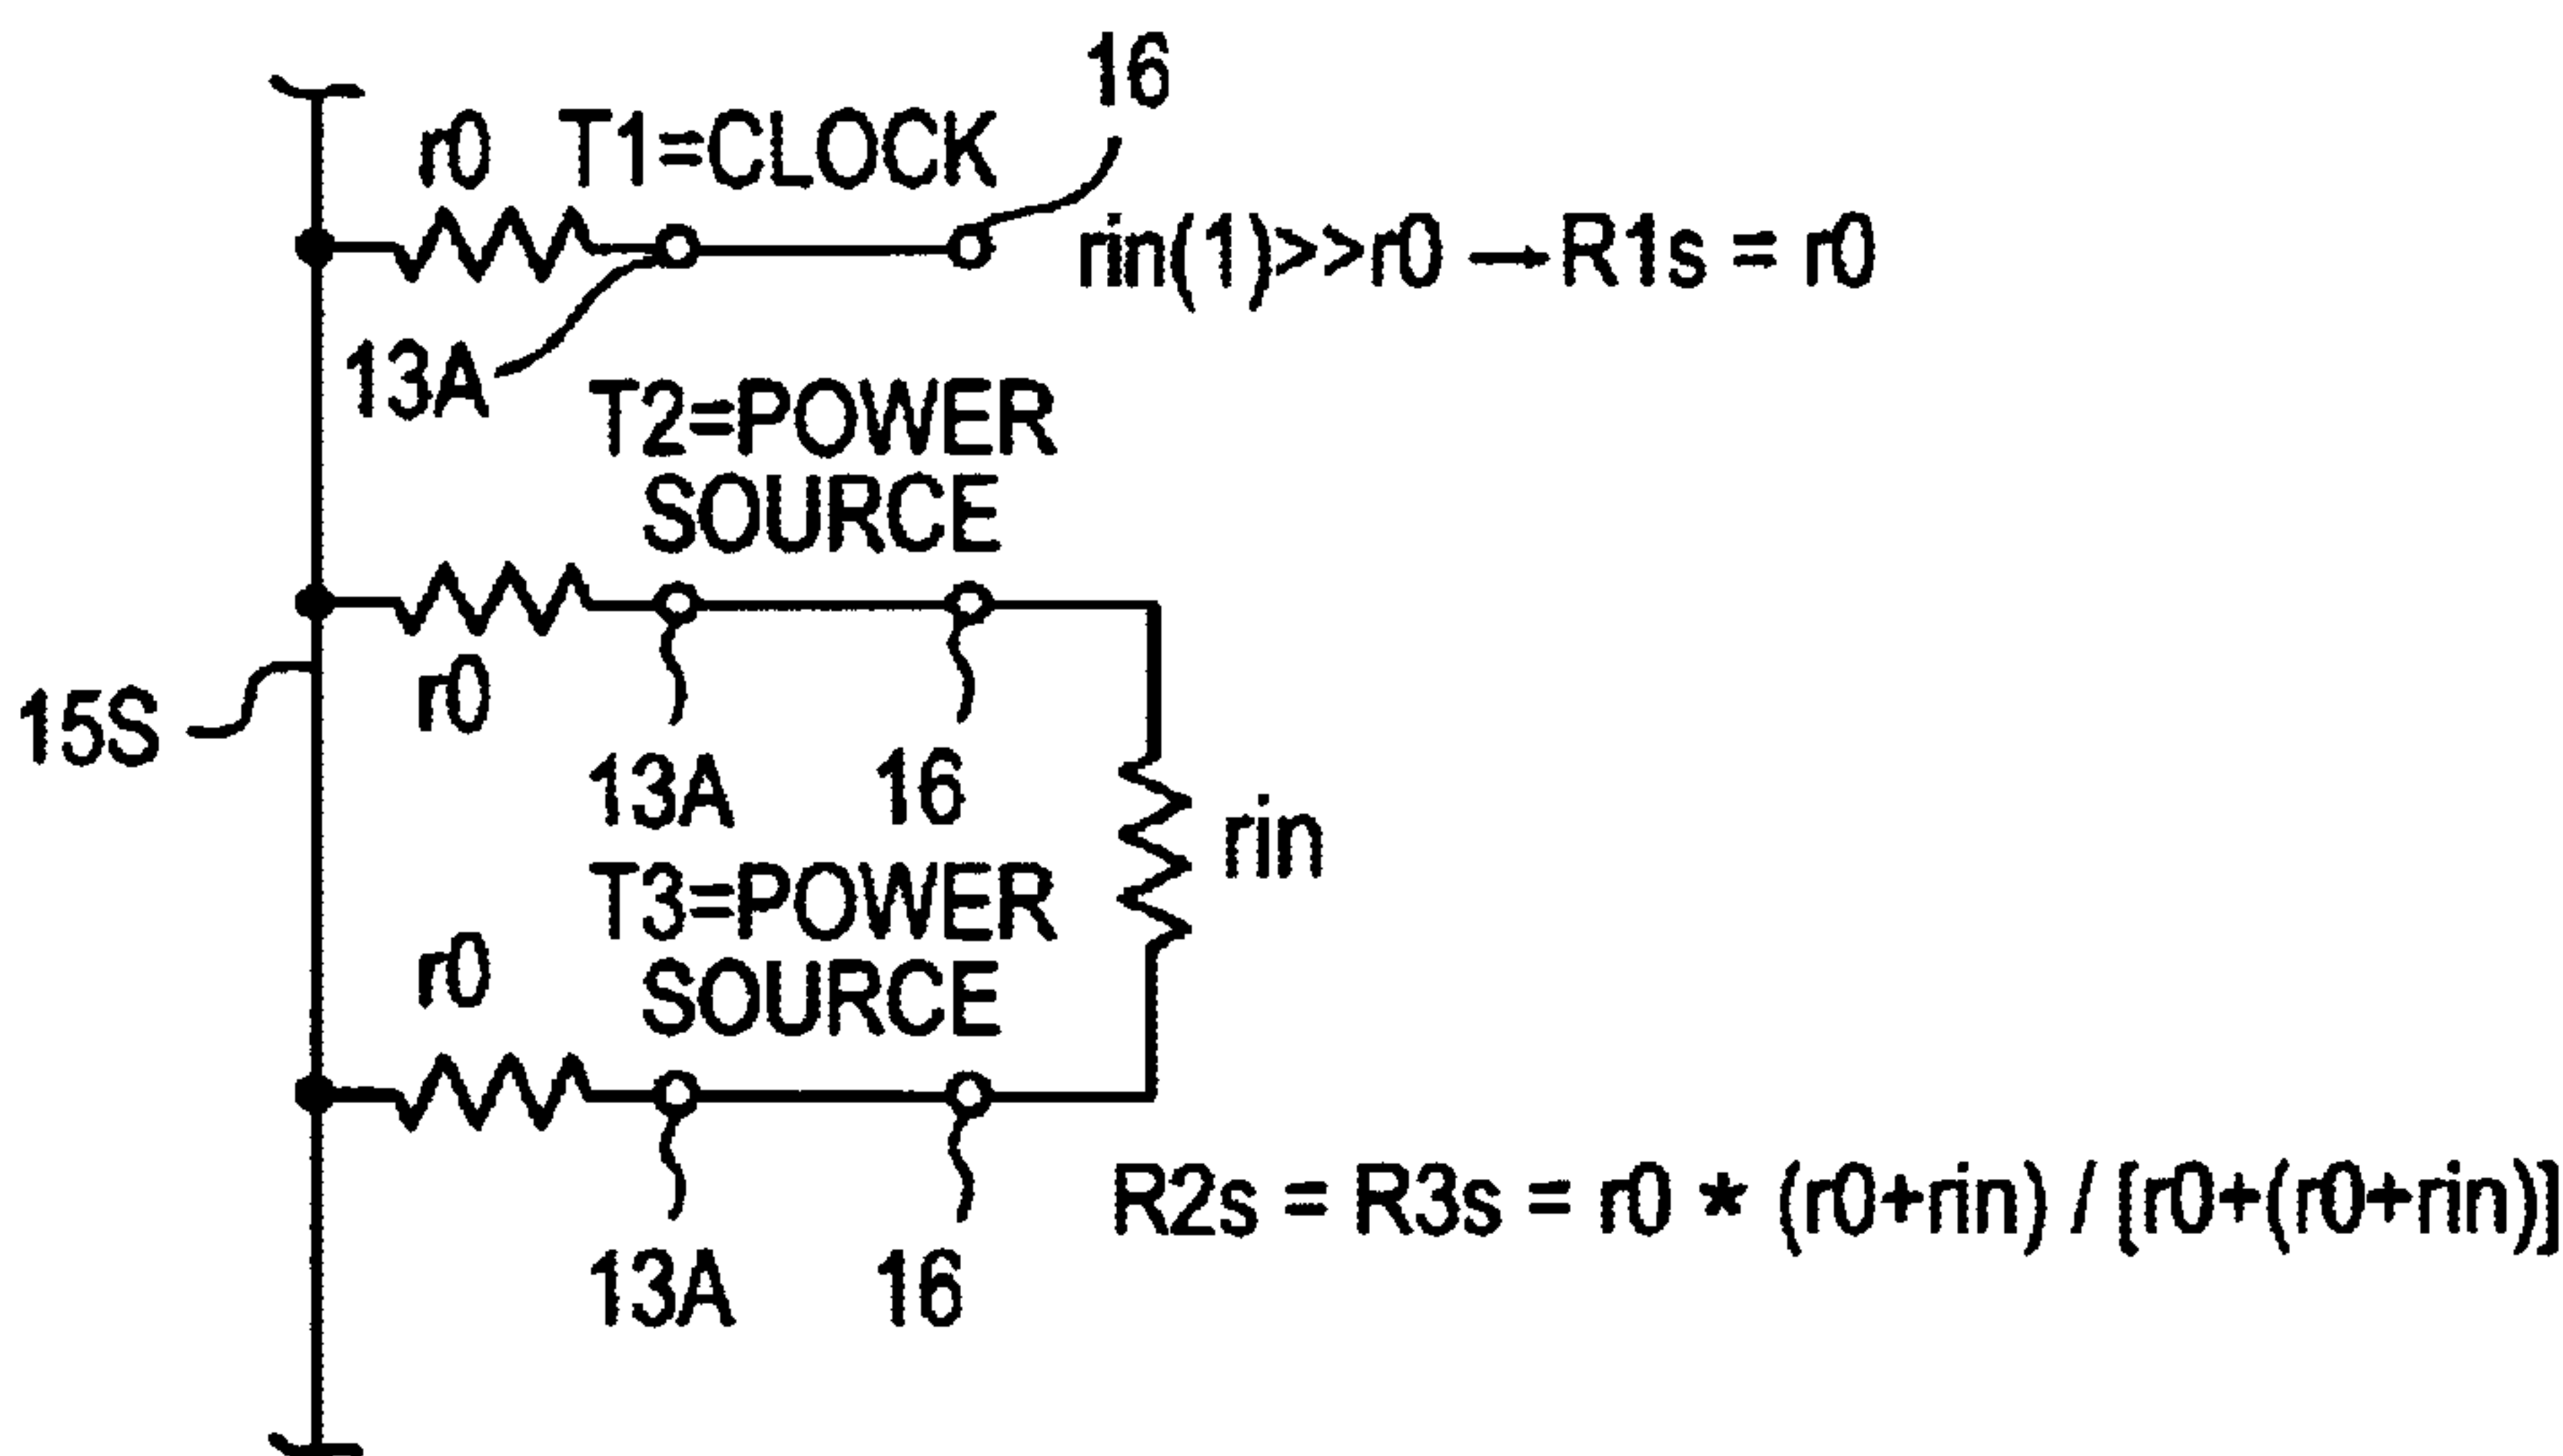 16
r0 T1=CLOCK
rin(1)>>r0 →R1s = r0
13A
T2=POWER
SOURCE
r0
15S
13A 16
rin
T3=POWER
SOURCE
r0
R2s = R3s = r0 * (r0+rin) / [r0+(r0+rin)]
13A 16